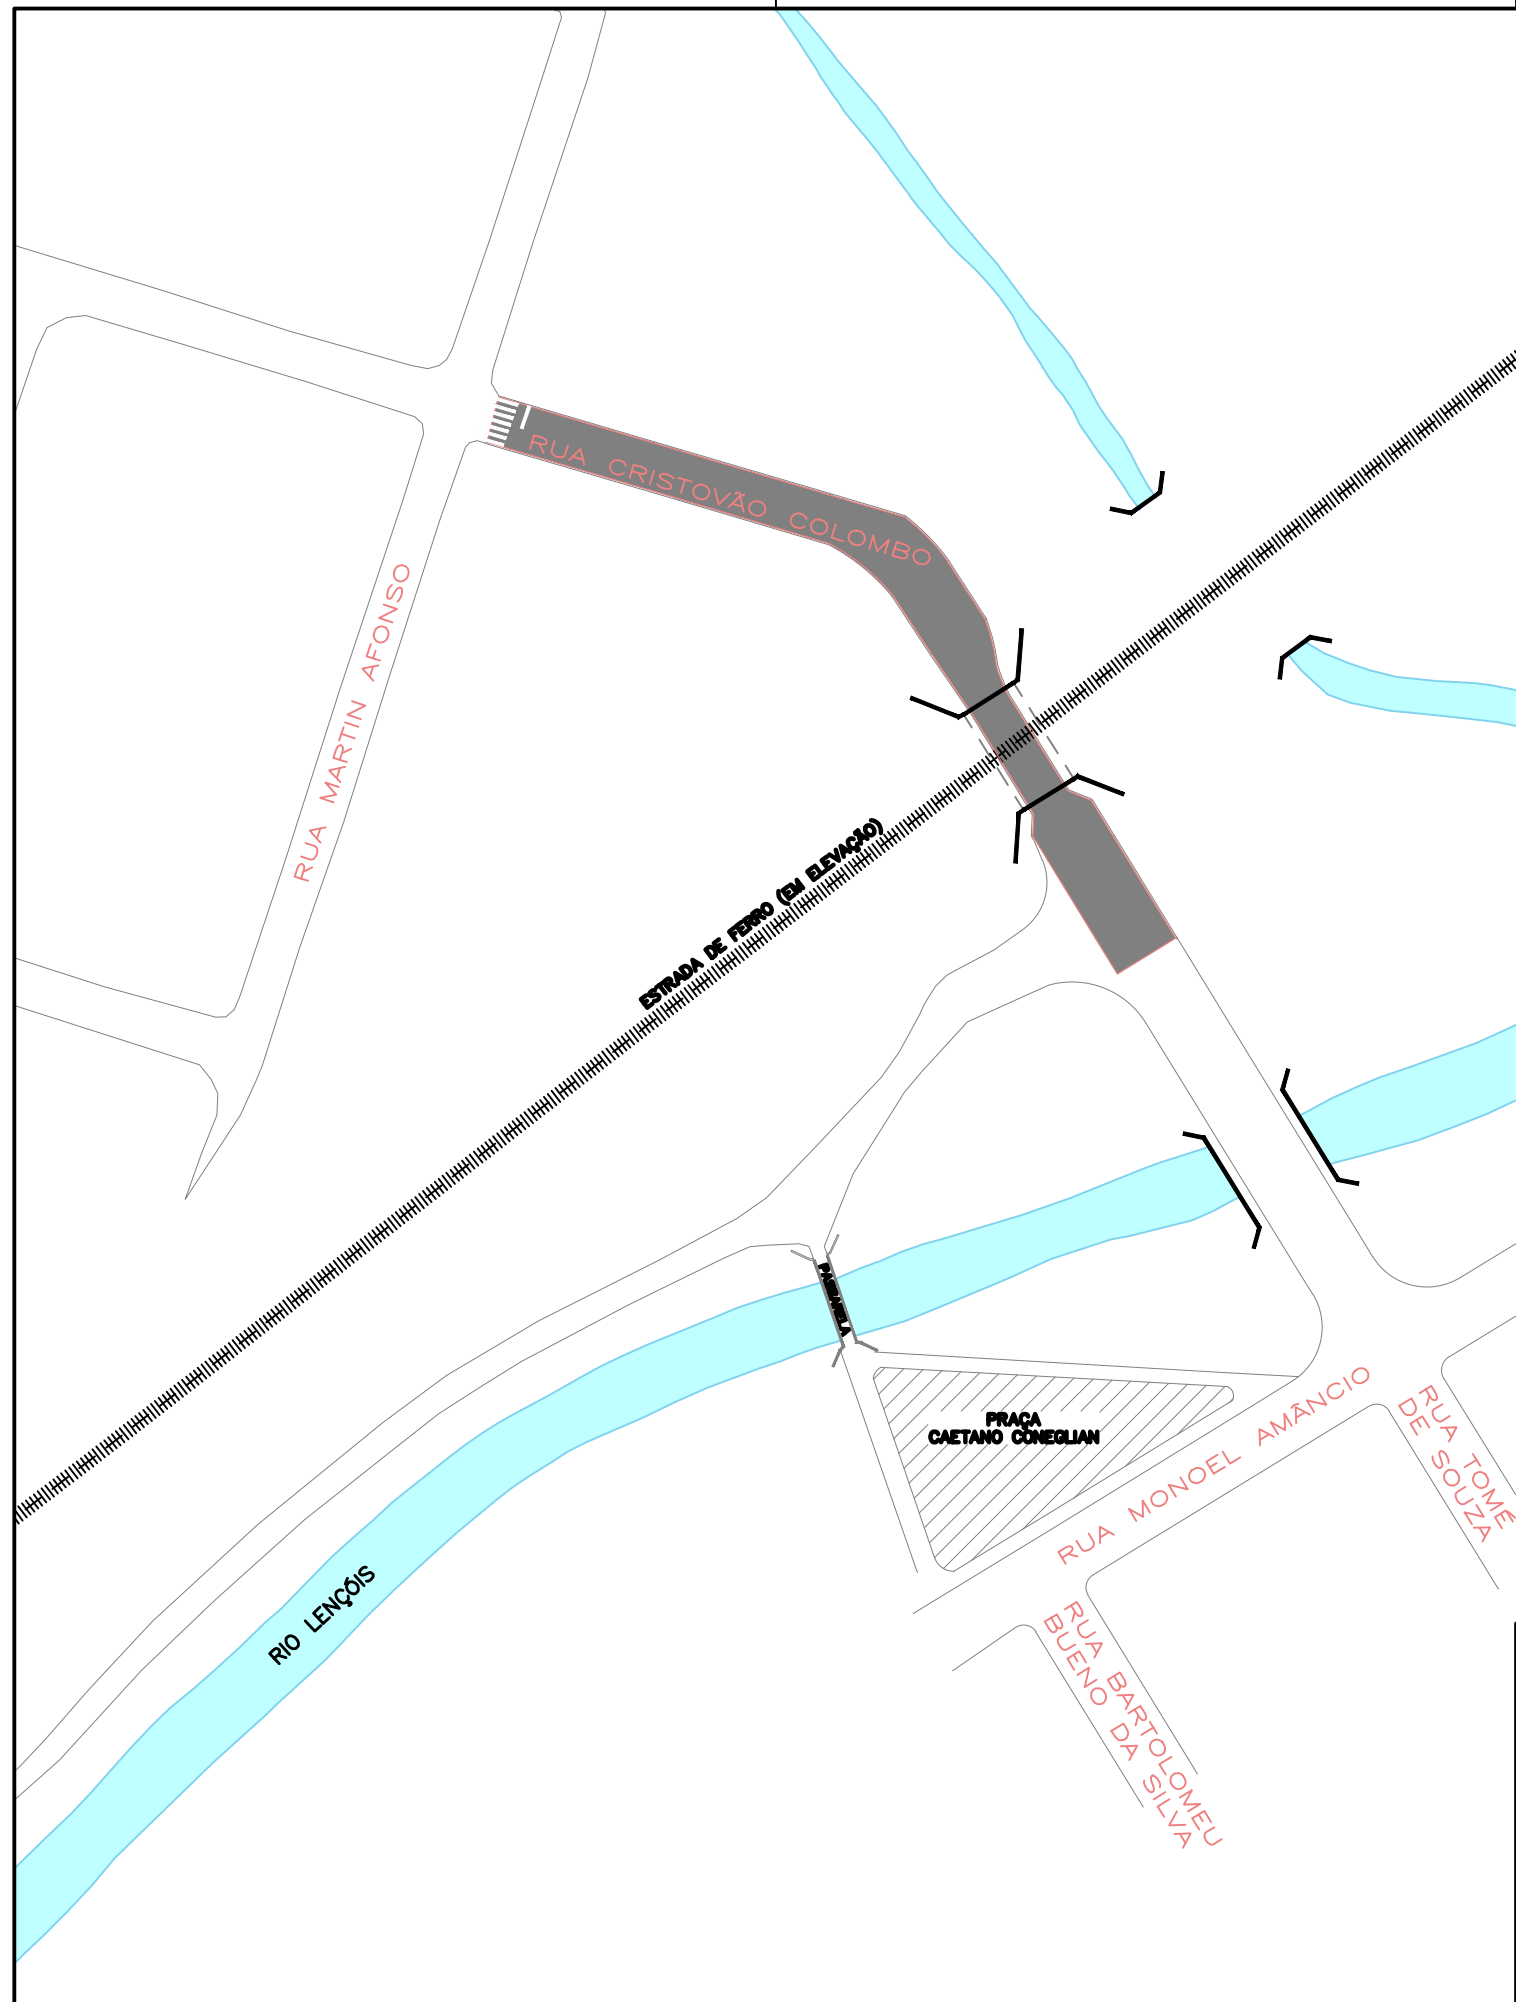 RUA CRISTOVÃO COLOMBO
RUA MARTIN AFONSO
ESTRADA DE FERRO (EM ELEVAÇÃO)
PASSARELA
PRAÇA
CAETANO CONEGLIAN
RUA MONOEL AMÂNCIO
RUA TOMÉ
DE SOUZA
RIO LENÇÓIS
RUA BARTOLOMEU
BUENO DA SILVA